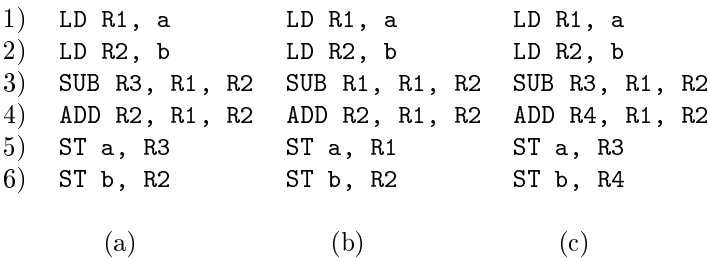 1) LD R1, a LD R1, a LD R1, a
2) LD R2, b LD R2, b LD R2, b
3) SUB R3, R1, R2 SUB R1, R1, R2 SUB R3, R1, R2
4) ADD R2, R1, R2 ADD R2, R1, R2 ADD R4, R1, R2
5) ST a, R3 ST a, R1 ST a, R3
6) ST b, R2 ST b, R2 ST b, R4
(a) (b) (c)